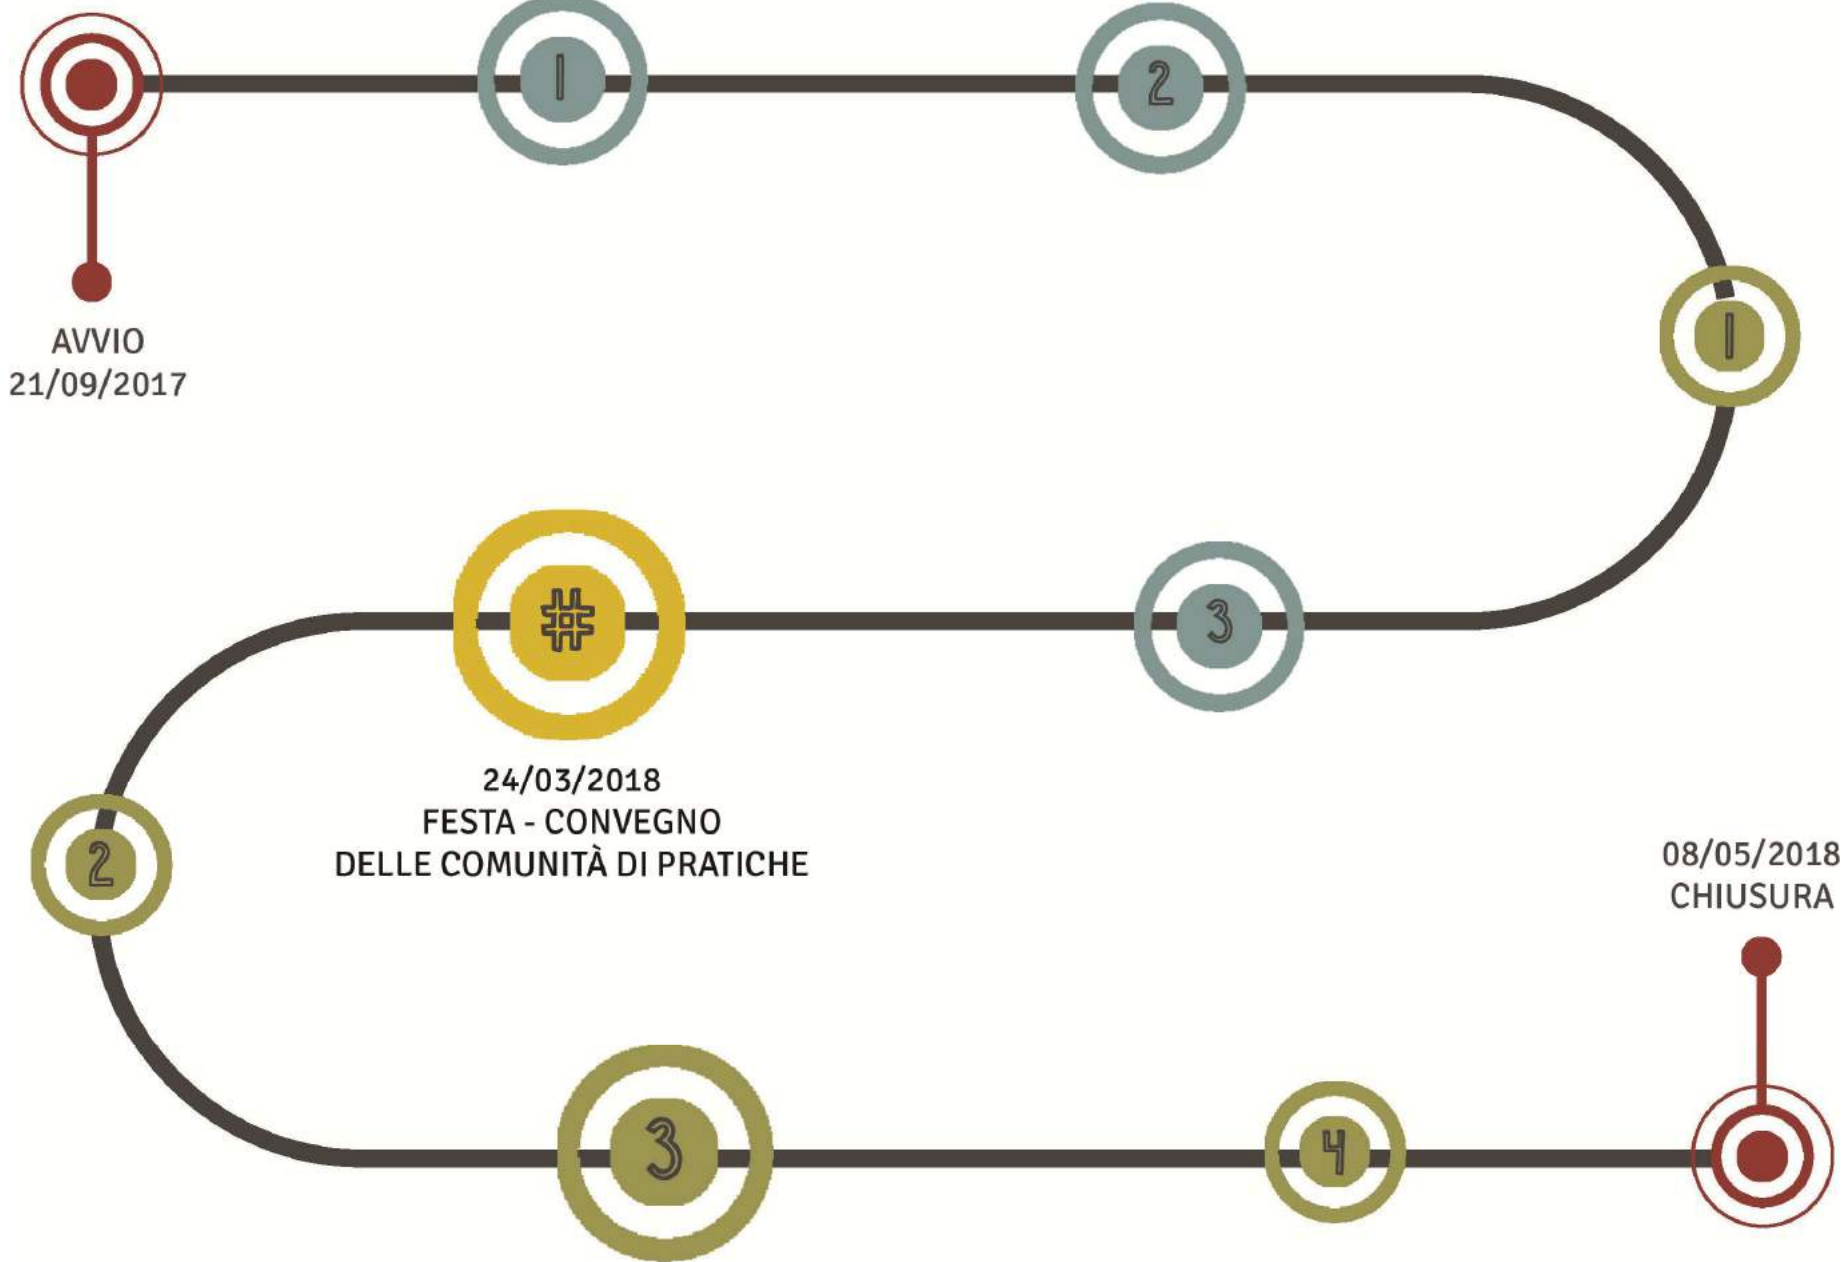 1
2
AVVIO
21/09/2017
1
3
#
24/03/2018
FESTA - CONVEGNO
DELLE COMUNITÀ DI PRATICHE
2
08/05/2018
CHIUSURA
3
4